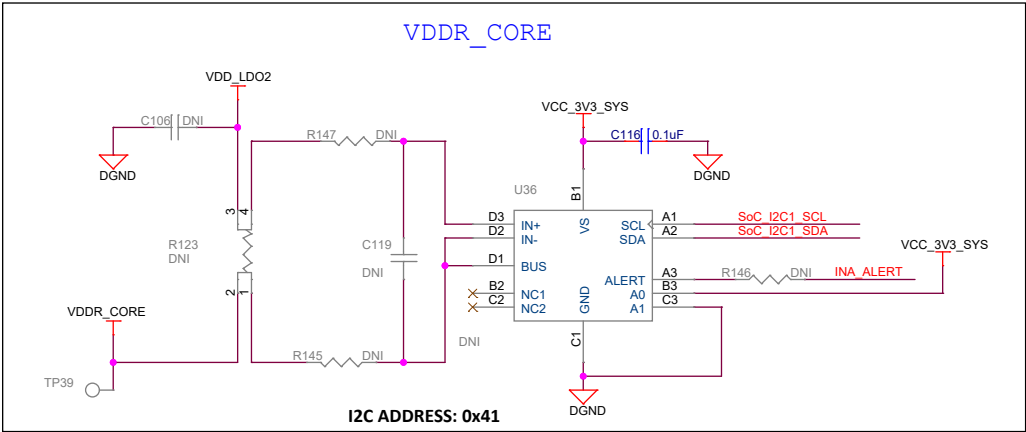 VDDR_CORE
VDD_LDO2
VCC_3V3_SYS
C106 DNI
R147 DNI
C116 0.1uF
DGND
DGND
U36
B1
3 4
D3 IN+ VS SCL A1 SoC_I2C1_SCL
D2 IN- SDA A2 SoC_I2C1_SDA
R123
DNI
C119
DNI
D1 BUS
VCC_3V3_SYS
ALERT A3 R146 DNI INA_ALERT
B2 NC1 A0 B3
C2 NC2 GND A1 C3
2 1
VDDR_CORE
C1
DNI
R145 DNI
TP39
DGND
I2C ADDRESS: 0x41